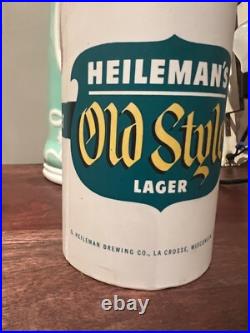 HEILEMAN'S
Old Style
LAGER
G. HEILEMAN BREWING CO., LA CROSSE, WISCONSIN